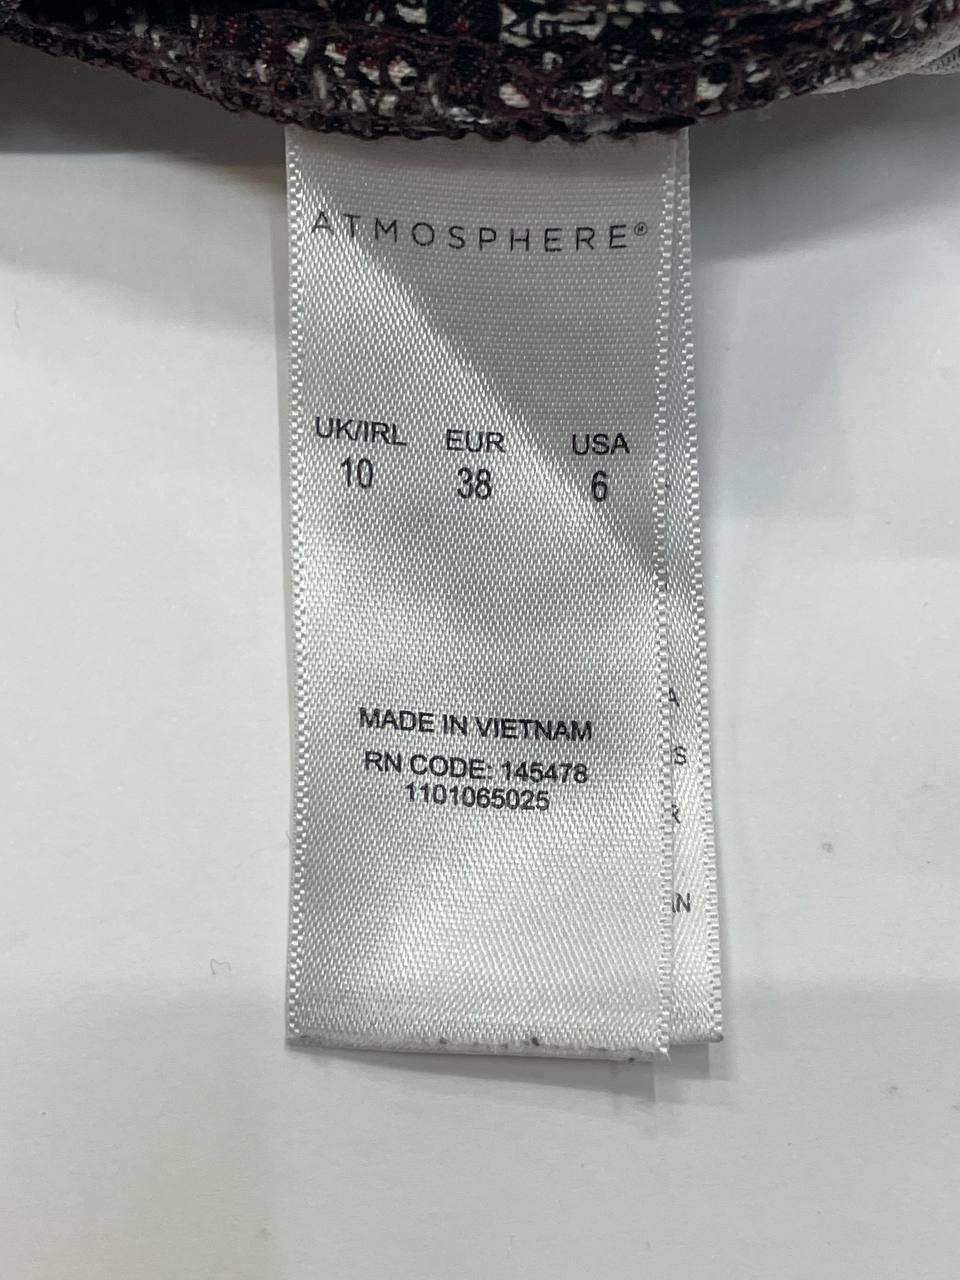 ATMOSPHERE®
UK/IRL EUR USA
10 38 6
MADE IN VIETNAM
RN CODE: 145478
1101065025